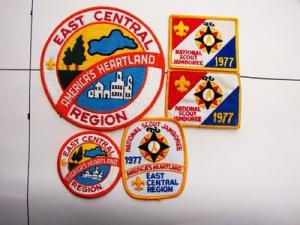 EAST CENTRAL
AMERICA'S HEARTLAND
REGION
NATIONAL SCOUT
JAMBOREE
1977
NATIONAL SCOUT
JAMBOREE
1977
EAST CENTRAL
AMERICA'S HEARTLAND
REGION
NATIONAL SCOUT JAMBOREE
1977
AMERICA'S HEARTLAND
EAST
CENTRAL
REGION